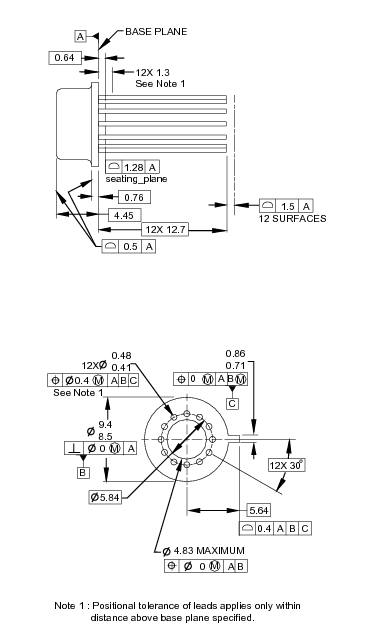 A
BASE PLANE
0.64
12X 1.3
See Note 1
⌓ 1.28 A
seating_plane
0.76
⌓ 1.5 A
12 SURFACES
4.45
12X 12.7
⌓ 0.5 A
12XØ 0.48
0.41
⌖ Ø0.4 Ⓜ A B C
See Note 1
0.86
0.71
⌖ 0 Ⓜ A B Ⓜ
C
Ø 9.4
8.5
⊥ Ø 0 Ⓜ A
B
12X 30°
Ø5.84
5.64
⌓ 0.4 A B C
Ø 4.83 MAXIMUM
⌖ Ø 0 Ⓜ A B
Note 1 : Positional tolerance of leads applies only within
distance above base plane specified.